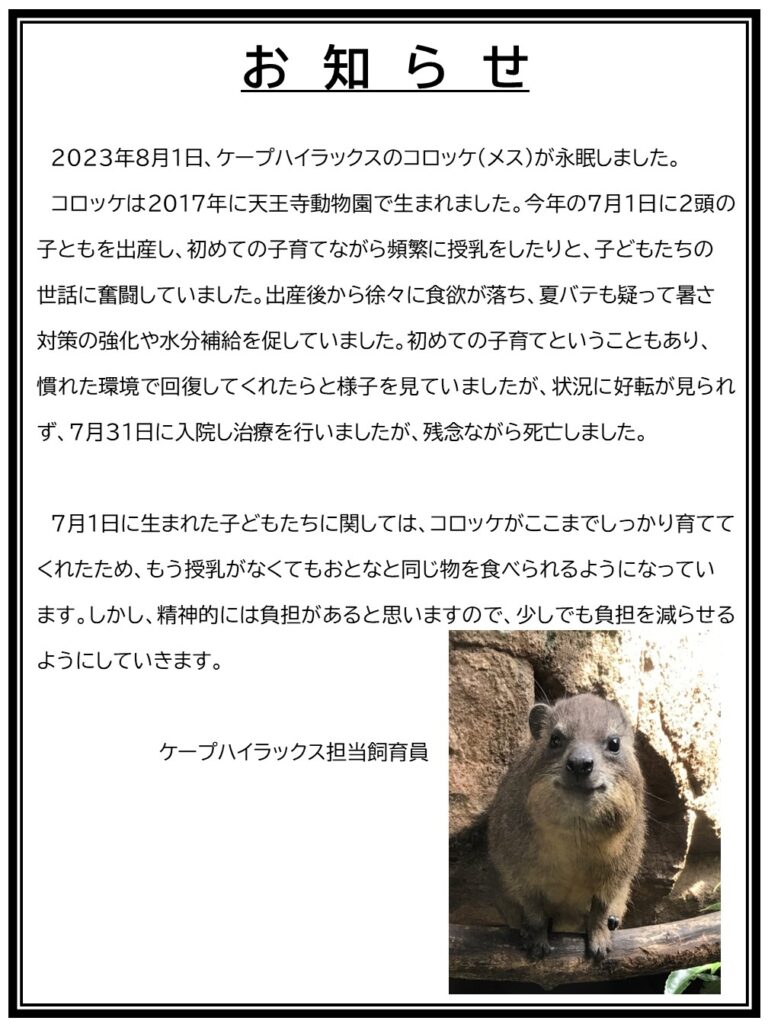 お知らせ
2023年8月1日、ケープハイラックスのコロッケ(メス)が永眠しました。
コロッケは2017年に天王寺動物園で生まれました。今年の7月1日に2頭の
子どもを出産し、初めての子育てながら頻繁に授乳をしたりと、子どもたちの
世話に奮闘していました。出産後から徐々に食欲が落ち、夏バテも疑って暑さ
対策の強化や水分補給を促していました。初めての子育てということもあり、
慣れた環境で回復してくれたらと様子を見ていましたが、状況に好転が見られ
ず、7月31日に入院し治療を行いましたが、残念ながら死亡しました。
7月1日に生まれた子どもたちに関しては、コロッケがここまでしっかり育てて
くれたため、もう授乳がなくてもおとなと同じ物を食べられるようになってい
ます。しかし、精神的には負担があると思いますので、少しでも負担を減らせる
ようにしていきます。
ケープハイラックス担当飼育員